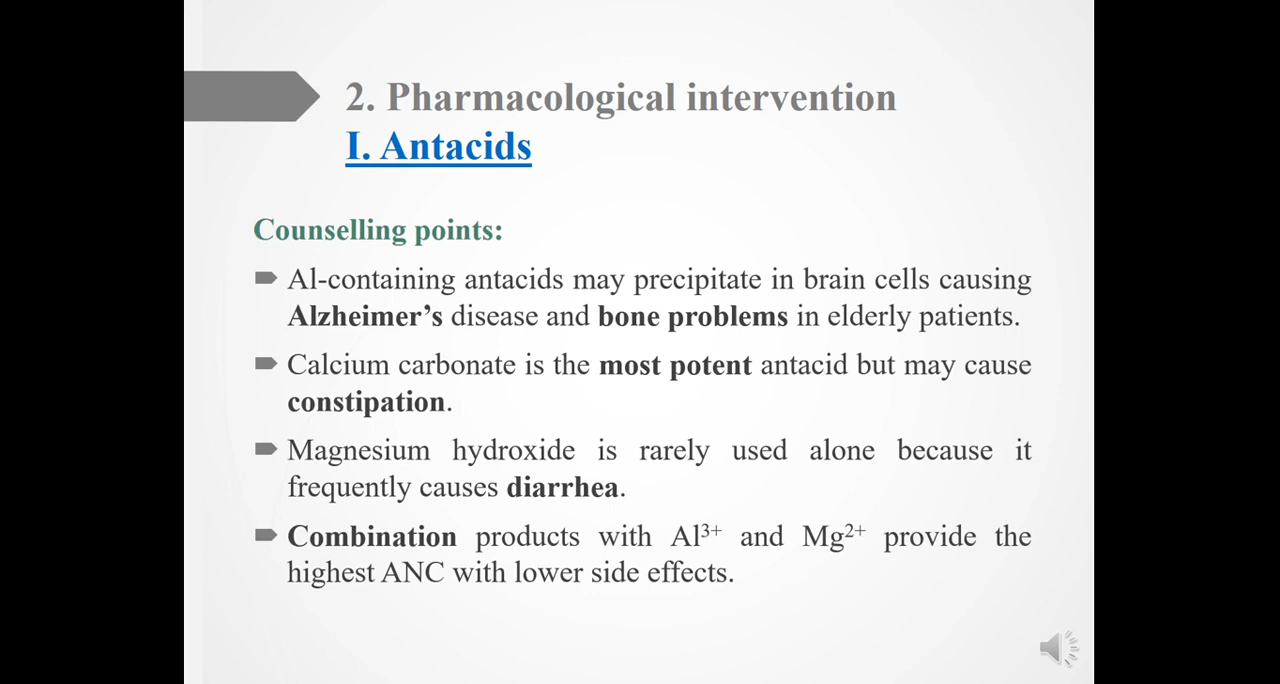 2. Pharmacological intervention
I. Antacids
Counselling points:
Al-containing antacids may precipitate in brain cells causing
Alzheimer’s disease and bone problems in elderly patients.
Calcium carbonate is the most potent antacid but may cause
constipation.
Magnesium hydroxide is rarely used alone because it
frequently causes diarrhea.
Combination products with Al³⁺ and Mg²⁺ provide the
highest ANC with lower side effects.